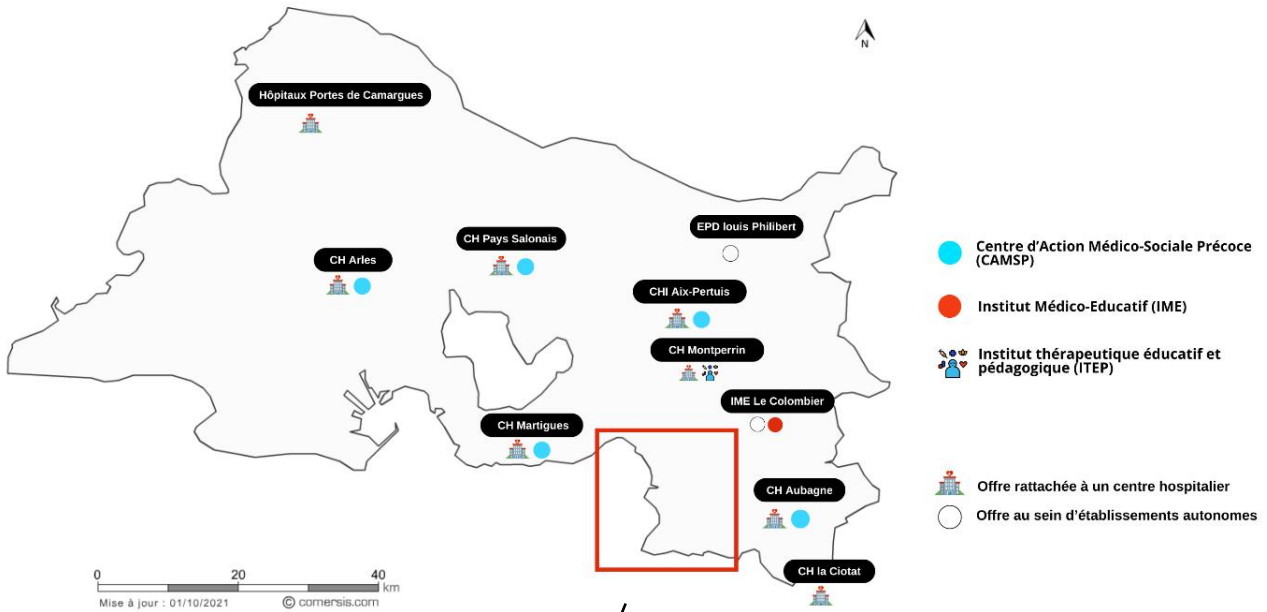 N
Hôpitaux Portes de Camargues
EPD louis Philibert
CH Pays Salonais
CH Arles
CHI Aix-Pertuis
CH Montperrin
IME Le Colombier
CH Martigues
CH Aubagne
CH la Ciotat
Centre d'Action Médico-Sociale Précoce
(CAMSP)
Institut Médico-Educatif (IME)
Institut thérapeutique éducatif et
pédagogique (ITEP)
Offre rattachée à un centre hospitalier
Offre au sein d'établissements autonomes
0 20 40
km
Mise à jour : 01/10/2021 © comersis.com